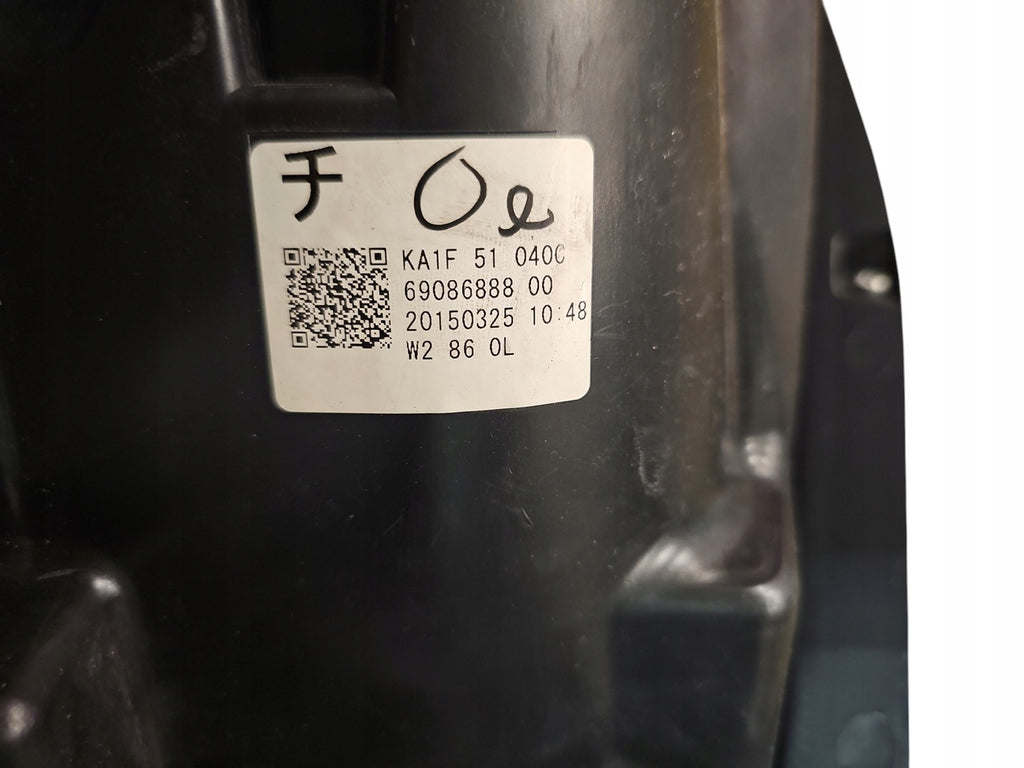 チ Oe
KA1F 51 040C
69086888 00
20150325 10:48
W2 86 0L